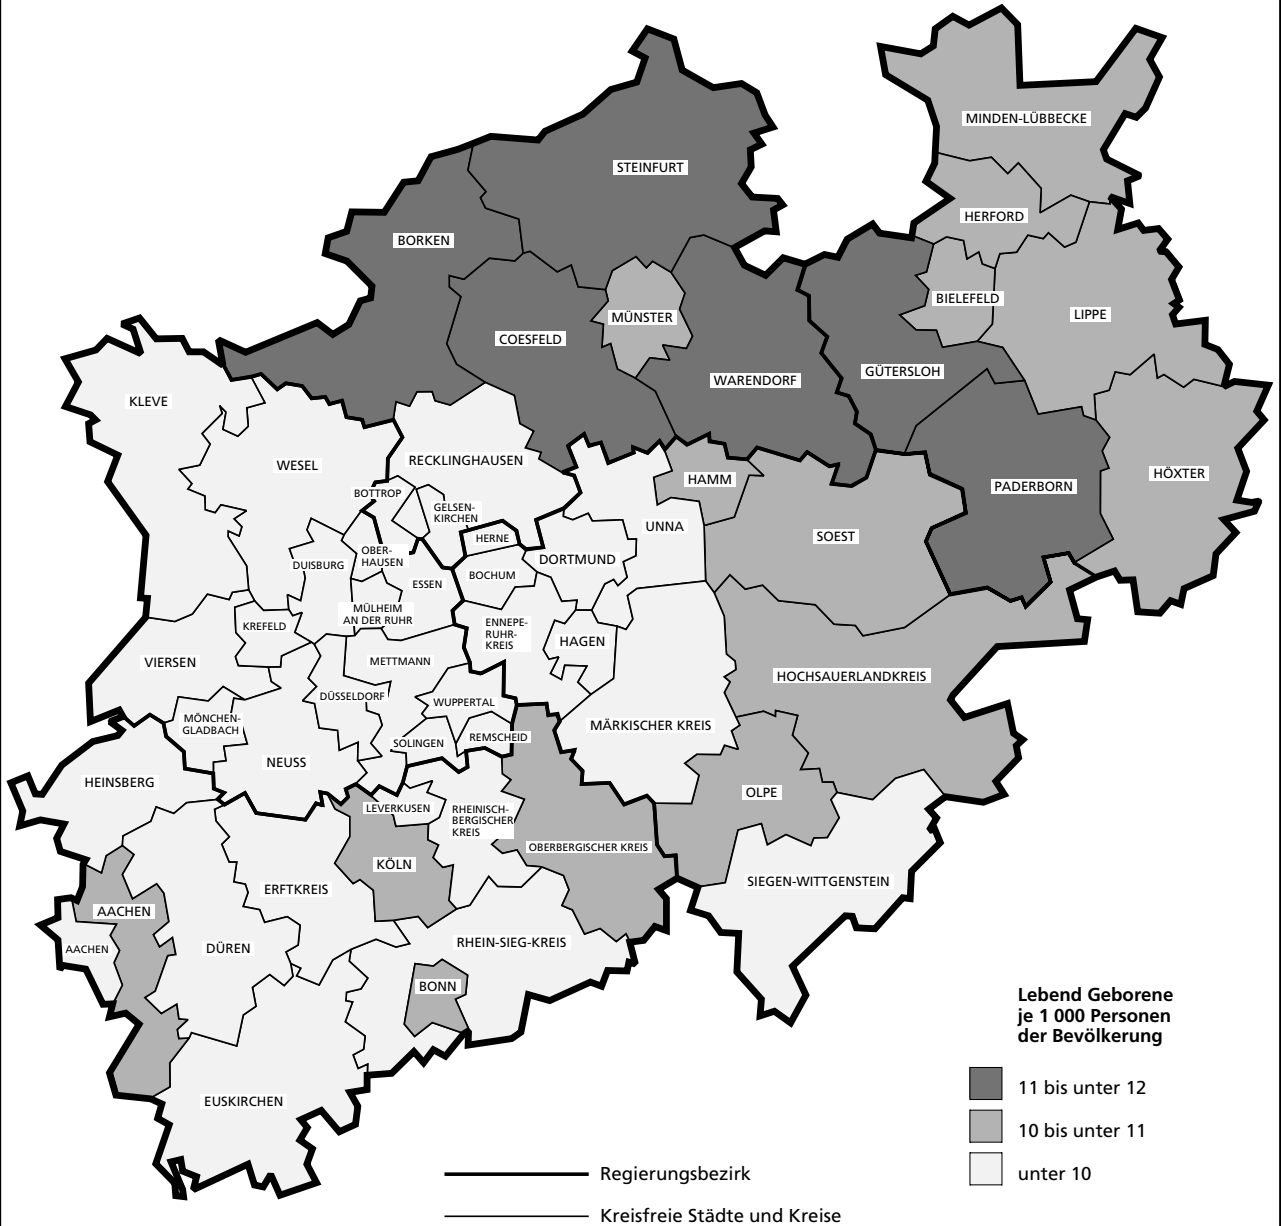 MINDEN-LÜBBECKE
STEINFURT
HERFORD
BORKEN
BIELEFELD
LIPPE
MÜNSTER
COESFELD
GÜTERSLOH
WARENDORF
KLEVE
RECKLINGHAUSEN
WESEL
HÖXTER
HAMM
PADERBORN
BOTTROP
GELSEN-
KIRCHEN
UNNA
SOEST
HERNE
OBER-
HAUSEN
DORTMUND
DUISBURG
BOCHUM
ESSEN
MÜLHEIM
AN DER RUHR
KREFELD
ENNEPE-
RUHR-
KREIS
HAGEN
VIERSEN
METTMANN
HOCHSAUERLANDKREIS
DÜSSELDORF
WUPPERTAL
MÖNCHEN-
GLADBACH
MÄRKISCHER KREIS
SOLINGEN
REMSCHEID
NEUSS
HEINSBERG
OLPE
LEVERKUSEN
RHEINISCH-
BERGISCHER
KREIS
OBERBERGISCHER KREIS
KÖLN
SIEGEN-WITTGENSTEIN
ERFTKREIS
AACHEN
RHEIN-SIEG-KREIS
AACHEN
DÜREN
BONN
EUSKIRCHEN
Lebend Geborene
je 1 000 Personen
der Bevölkerung
11 bis unter 12
10 bis unter 11
unter 10
Regierungsbezirk
Kreisfreie Städte und Kreise